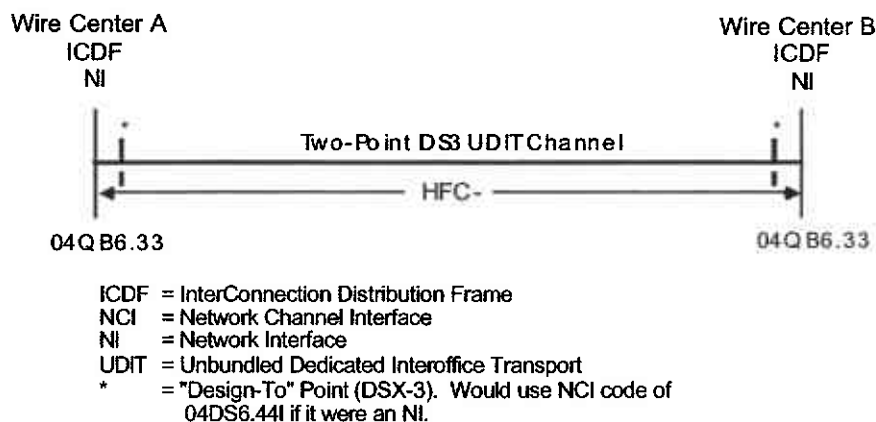 Wire Center A
ICDF
NI
Wire Center B
ICDF
NI
*
*
Two-Point DS3 UDIT Channel
HFC-
04QB6.33
04QB6.33
ICDF = InterConnection Distribution Frame
NCI = Network Channel Interface
NI = Network Interface
UDIT = Unbundled Dedicated Interoffice Transport
* = "Design-To" Point (DSX-3). Would use NCI code of
04DS6.44I if it were an NI.